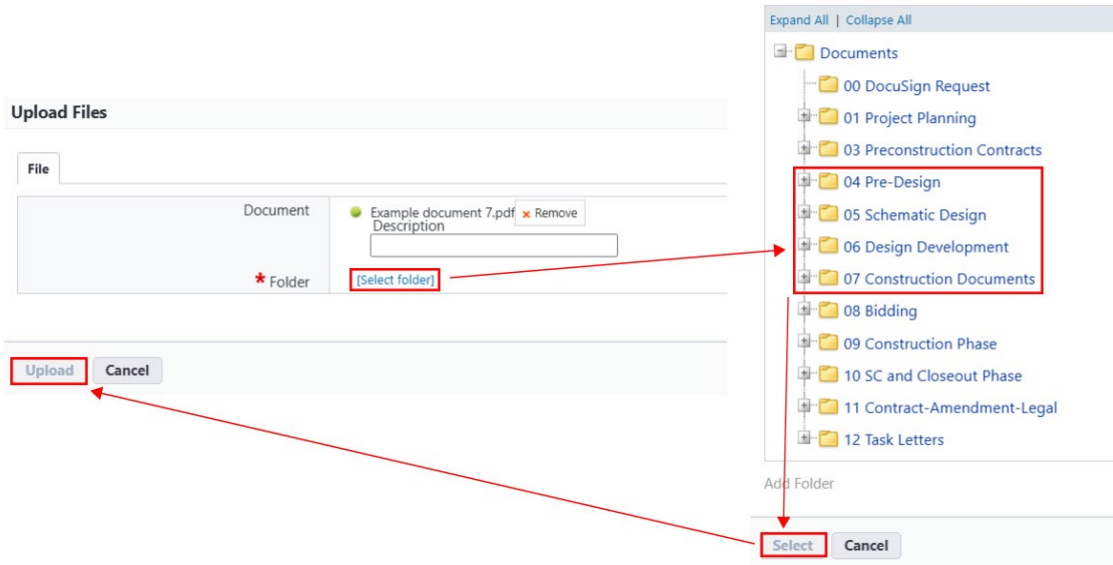 Upload Files
File
Document
Example document 7.pdf x Remove
Description
* Folder
[Select folder]
Upload Cancel
Expand All | Collapse All
Documents
00 DocuSign Request
01 Project Planning
03 Preconstruction Contracts
04 Pre-Design
05 Schematic Design
06 Design Development
07 Construction Documents
08 Bidding
09 Construction Phase
10 SC and Closeout Phase
11 Contract-Amendment-Legal
12 Task Letters
Add Folder
Select Cancel